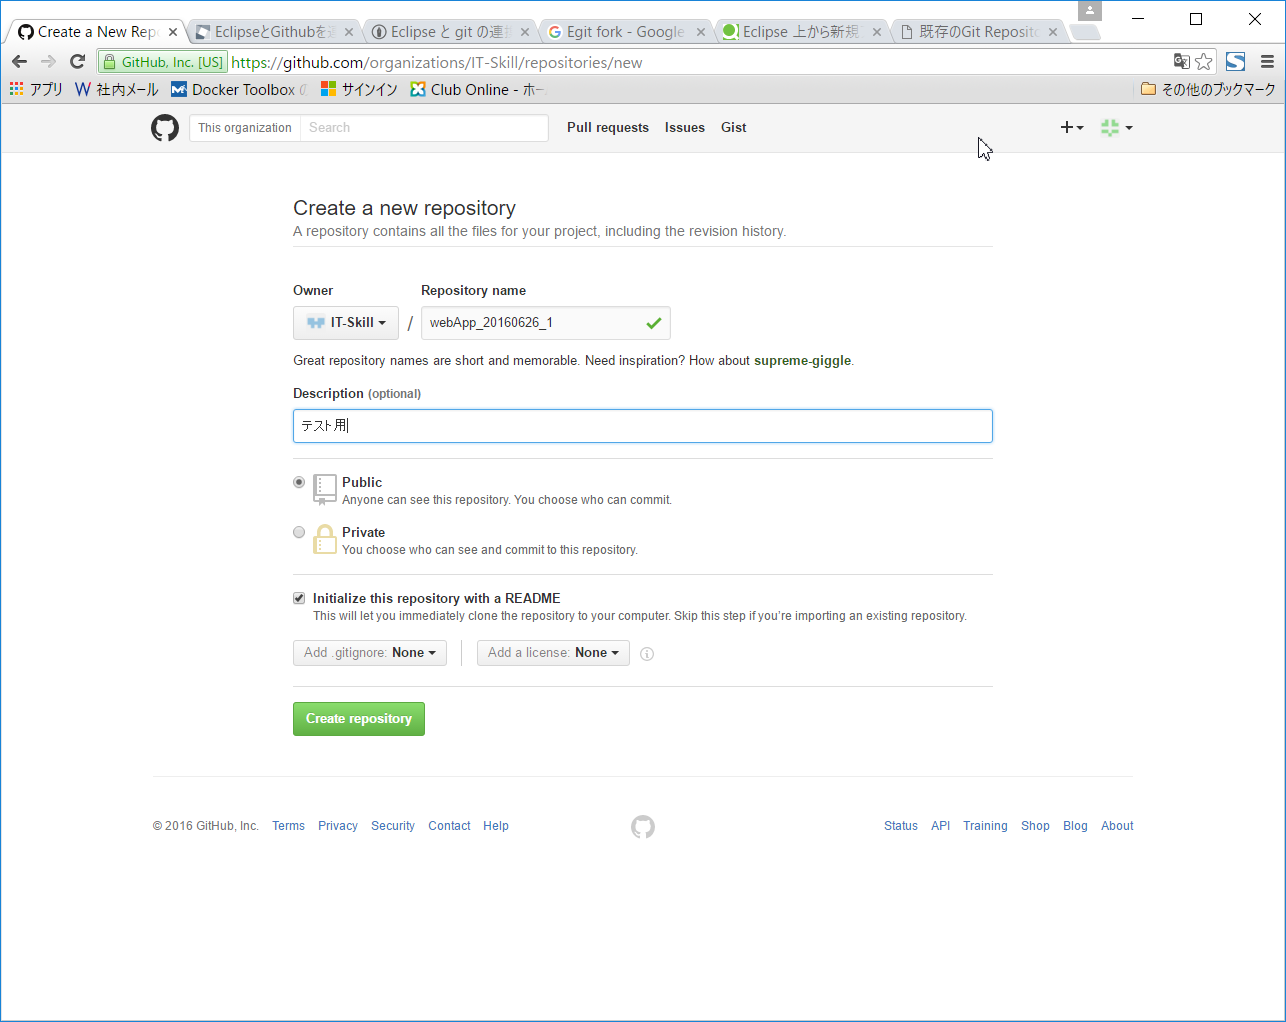 Create a New Rep
EclipseとGithubを
Eclipse と git の連
Egit fork - Google
Eclipse 上から新規
既存のGit Reposit
GitHub, Inc. [US]
https://github.com/organizations/IT-Skill/repositories/new
アプリ
社内メール
Docker Toolbox
サインイン
Club Online - ホー
その他のブックマーク
This organization
Search
Pull requests
Issues
Gist
Create a new repository
A repository contains all the files for your project, including the revision history.
Owner
Repository name
IT-Skill
/
webApp_20160626_1
Great repository names are short and memorable. Need inspiration? How about supreme-giggle.
Description (optional)
テスト用
Public
Anyone can see this repository. You choose who can commit.
Private
You choose who can see and commit to this repository.
Initialize this repository with a README
This will let you immediately clone the repository to your computer. Skip this step if you're importing an existing repository.
Add .gitignore: None
Add a license: None
Create repository
© 2016 GitHub, Inc. Terms Privacy Security Contact Help
Status API Training Shop Blog About